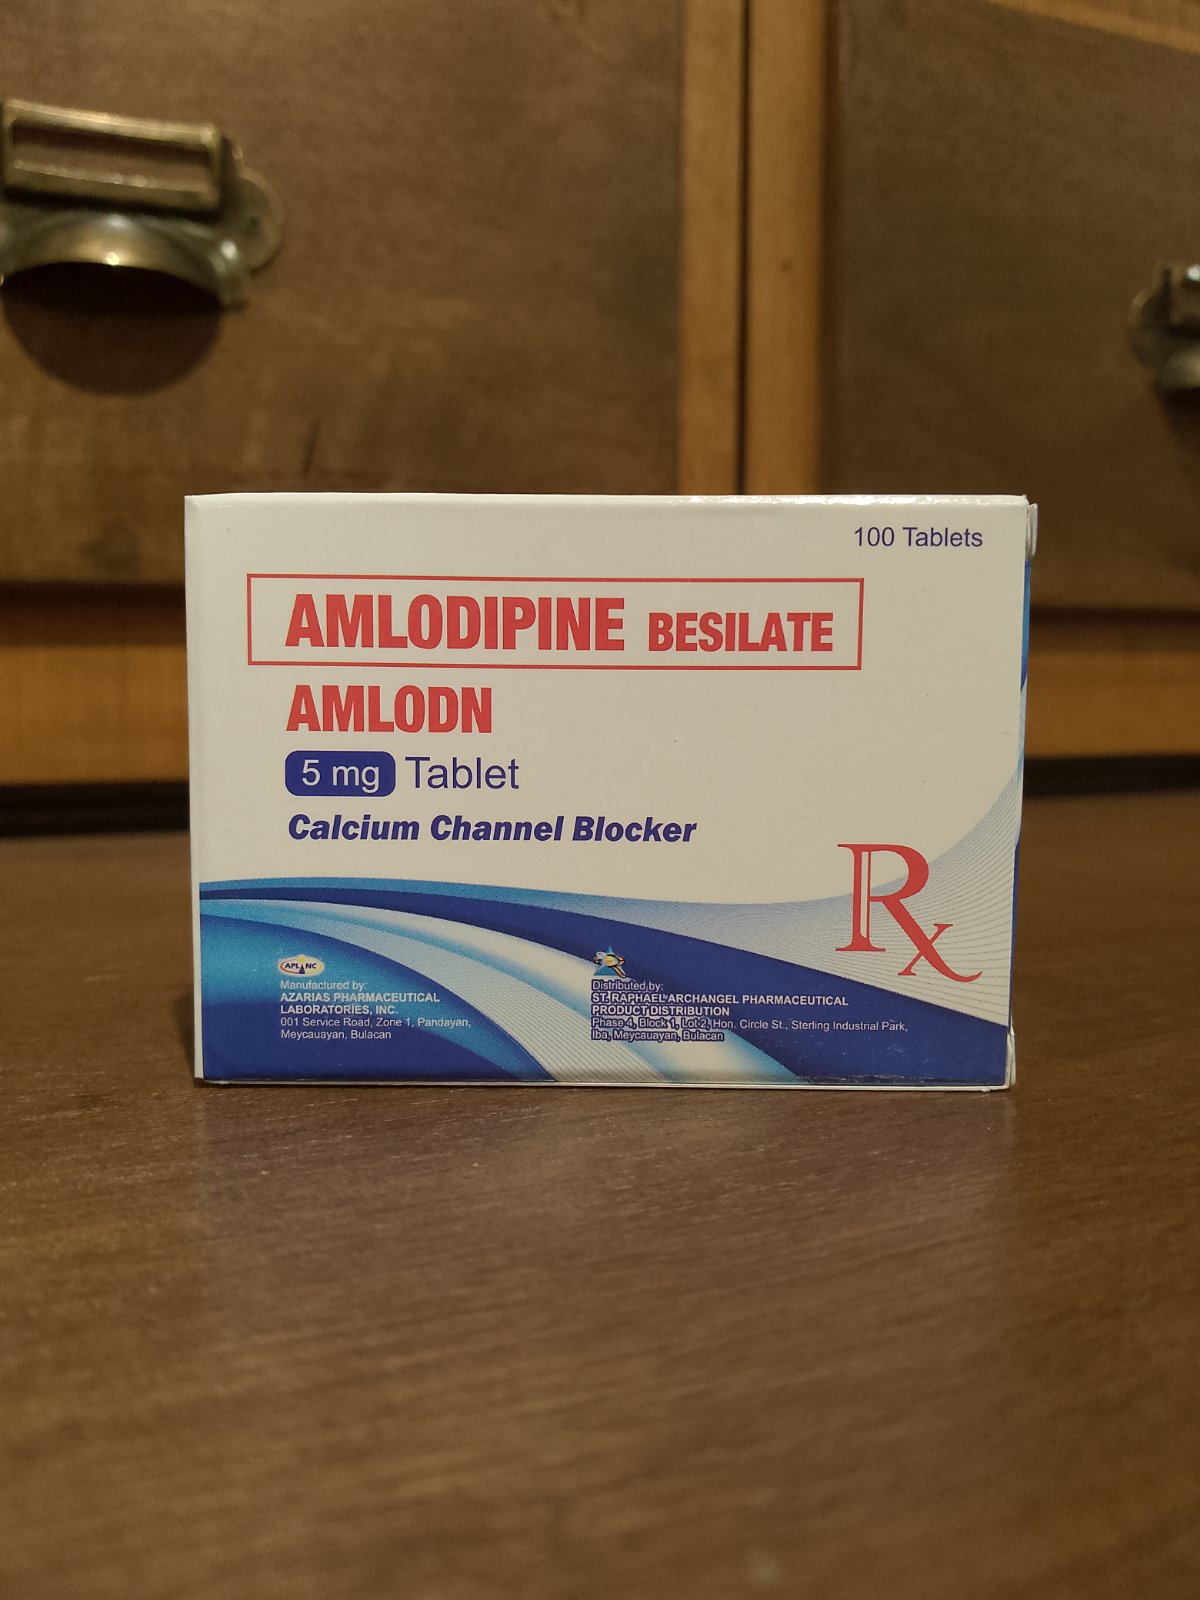 100 Tablets
AMLODIPINE BESILATE
AMLODN
5 mg Tablet
Calcium Channel Blocker
Rx
APLINC
Manufactured by:
AZARIAS PHARMACEUTICAL
LABORATORIES, INC.
001 Service Road, Zone 1, Pandayan,
Meycauayan, Bulacan
Distributed by:
ST. RAPHAEL ARCHANGEL PHARMACEUTICAL
PRODUCT DISTRIBUTION
Phase 4, Block 1, Lot 2, Hon. Circle St., Sterling Industrial Park,
Iba, Meycauayan, Bulacan